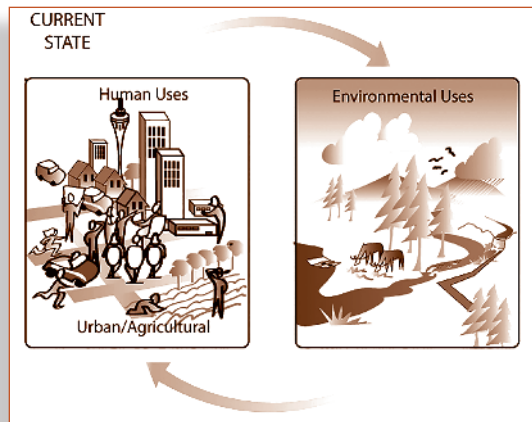 CURRENT
STATE
Human Uses
Environmental Uses
Urban/Agricultural